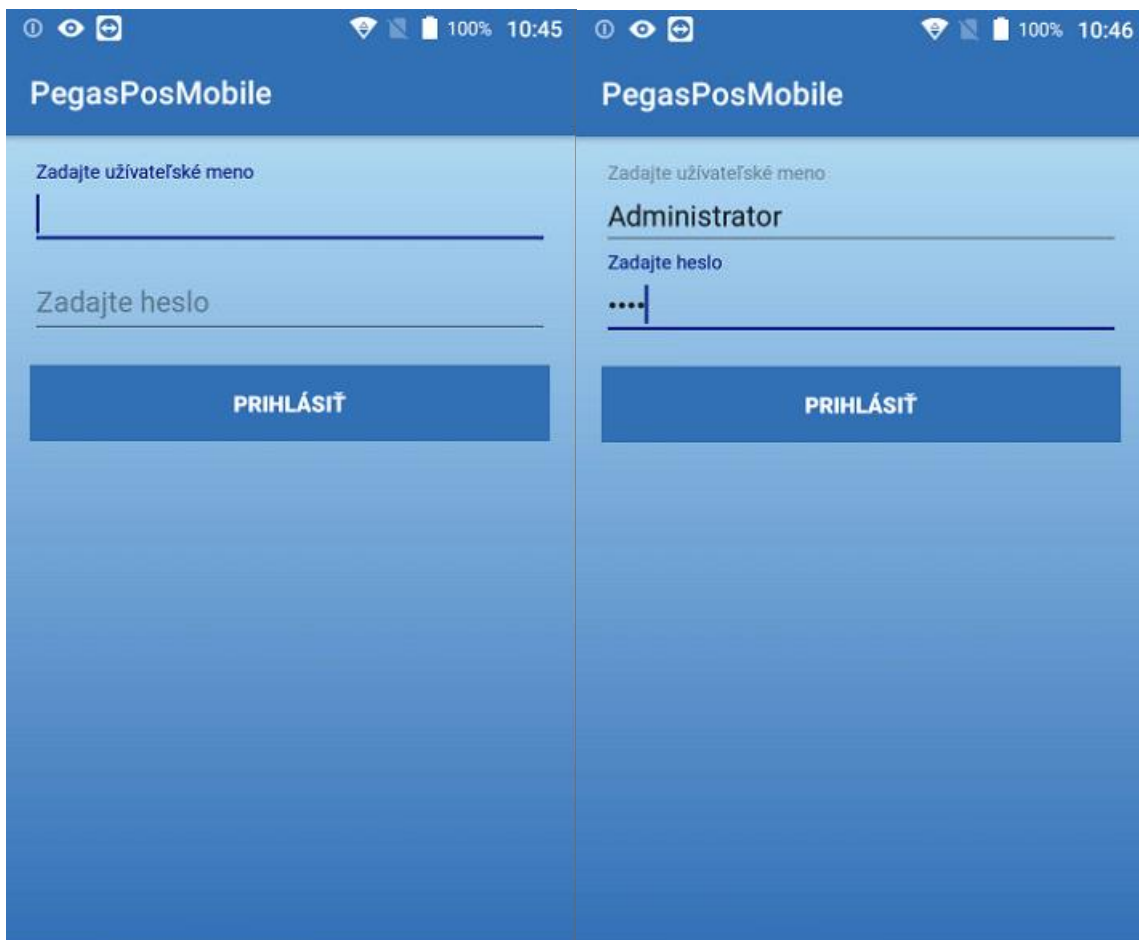 100% 10:45
PegasPosMobile
Zadajte užívateľské meno
Zadajte heslo
PRIHLÁSIŤ
100% 10:46
PegasPosMobile
Zadajte užívateľské meno
Administrator
Zadajte heslo
••••
PRIHLÁSIŤ